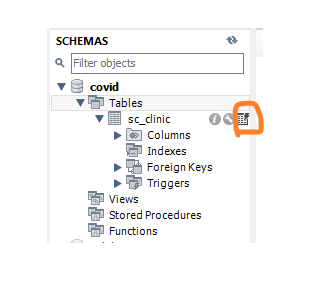 SCHEMAS
Filter objects
covid
Tables
sc_clinic
Columns
Indexes
Foreign Keys
Triggers
Views
Stored Procedures
Functions